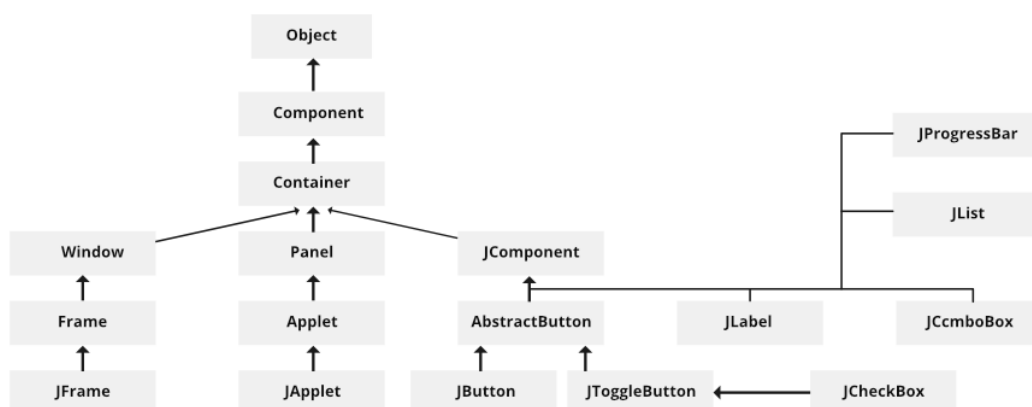 Object
Component
JProgressBar
Container
JList
Window
Panel
JComponent
Frame
Applet
AbstractButton
JLabel
JCcmboBox
JFrame
JApplet
JButton
JToggleButton
JCheckBox